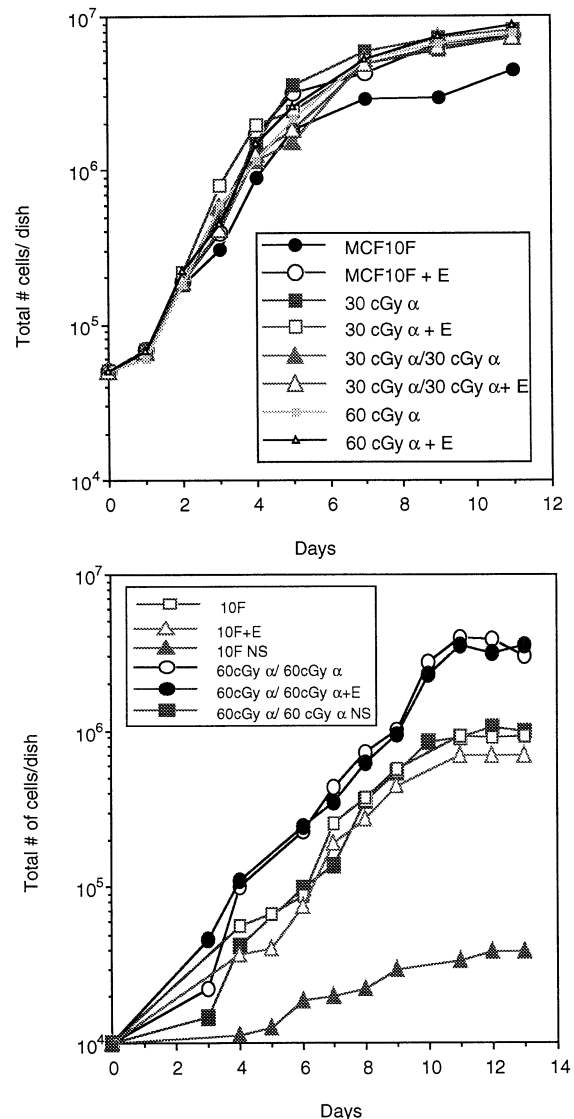 10^7
10^6
10^5
10^4
Total # cells/ dish
MCF10F
MCF10F + E
30 cGy α
30 cGy α + E
30 cGy α/30 cGy α
30 cGy α/30 cGy α+ E
60 cGy α
60 cGy α + E
0 2 4 6 8 10 12
Days
10^7
10^6
10^5
10^4
Total # of cells/dish
10F
10F+E
10F NS
60cGy α/ 60cGy α
60cGy α/ 60cGy α+E
60cGy α/ 60 cGy α NS
0 2 4 6 8 10 12 14
Days